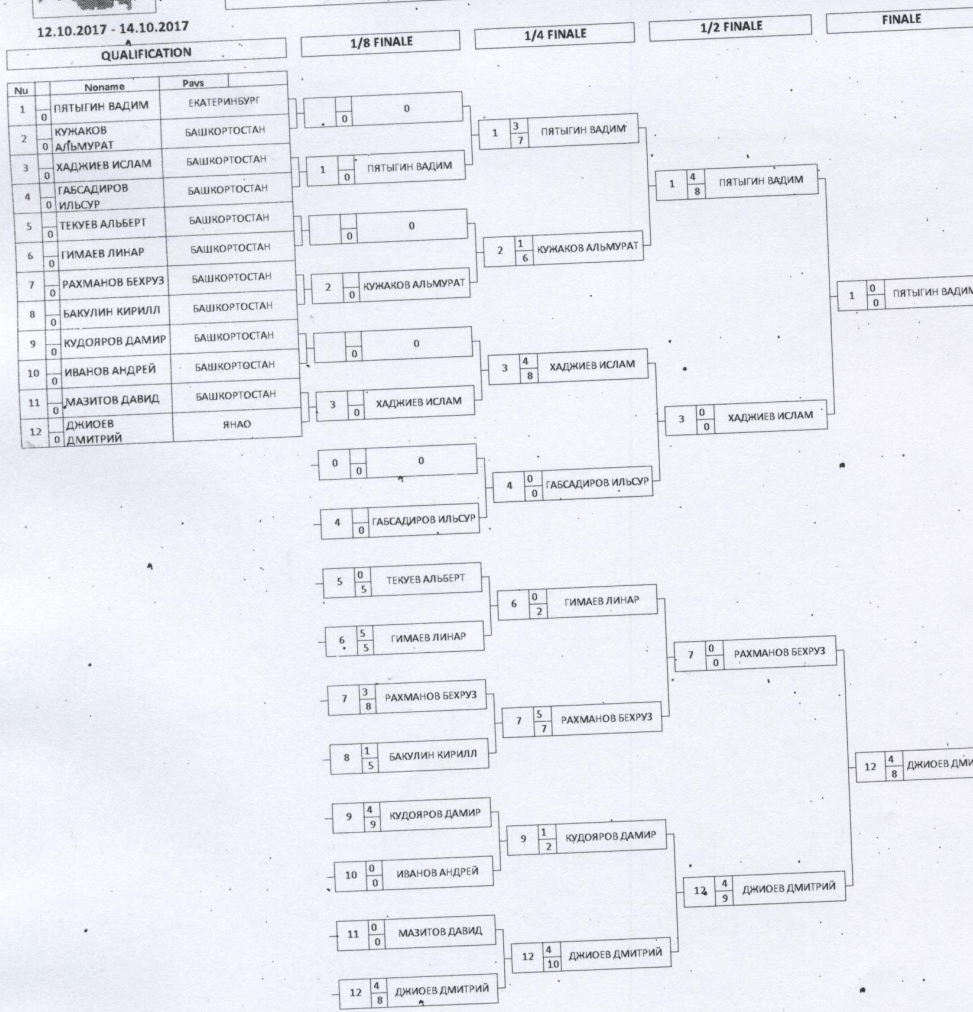 12.10.2017 - 14.10.2017
QUALIFICATION
1/8 FINALE
1/4 FINALE
1/2 FINALE
FINALE
Nu Noname Pays
1 0 ПЯТЫГИН ВАДИМ ЕКАТЕРИНБУРГ
2 0 КУЖАКОВ АЛЬМУРАТ БАШКОРТОСТАН
3 0 ХАДЖИЕВ ИСЛАМ БАШКОРТОСТАН
4 0 ГАБСАДИРОВ ИЛЬСУР БАШКОРТОСТАН
5 0 ТЕКУЕВ АЛЬБЕРТ БАШКОРТОСТАН
6 0 ГИМАЕВ ЛИНАР БАШКОРТОСТАН
7 0 РАХМАНОВ БЕХРУЗ БАШКОРТОСТАН
8 0 БАКУЛИН КИРИЛЛ БАШКОРТОСТАН
9 0 КУДОЯРОВ ДАМИР БАШКОРТОСТАН
10 0 ИВАНОВ АНДРЕЙ БАШКОРТОСТАН
11 0 МАЗИТОВ ДАВИД БАШКОРТОСТАН
12 0 ДЖИОЕВ ДМИТРИЙ ЯНАО
0 0
1 0 ПЯТЫГИН ВАДИМ
0 0
2 0 КУЖАКОВ АЛЬМУРАТ
0 0
3 0 ХАДЖИЕВ ИСЛАМ
0 0 0
4 0 ГАБСАДИРОВ ИЛЬСУР
5 0 5 ТЕКУЕВ АЛЬБЕРТ
6 5 5 ГИМАЕВ ЛИНАР
7 3 8 РАХМАНОВ БЕХРУЗ
8 1 5 БАКУЛИН КИРИЛЛ
9 4 9 КУДОЯРОВ ДАМИР
10 0 0 ИВАНОВ АНДРЕЙ
11 0 0 МАЗИТОВ ДАВИД
12 4 8 ДЖИОЕВ ДМИТРИЙ
1 3 7 ПЯТЫГИН ВАДИМ
2 1 6 КУЖАКОВ АЛЬМУРАТ
3 4 8 ХАДЖИЕВ ИСЛАМ
4 0 0 ГАБСАДИРОВ ИЛЬСУР
6 0 2 ГИМАЕВ ЛИНАР
7 5 7 РАХМАНОВ БЕХРУЗ
9 1 2 КУДОЯРОВ ДАМИР
12 4 10 ДЖИОЕВ ДМИТРИЙ
1 4 8 ПЯТЫГИН ВАДИМ
3 0 0 ХАДЖИЕВ ИСЛАМ
7 0 0 РАХМАНОВ БЕХРУЗ
12 4 9 ДЖИОЕВ ДМИТРИЙ
1 0 0 ПЯТЫГИН ВАДИМ
12 4 8 ДЖИОЕВ ДМИ